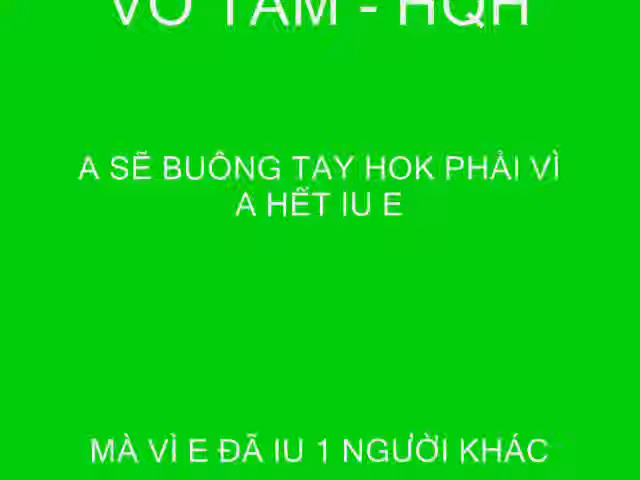 VÔ TÂM - HQH
A SẼ BUÔNG TAY HOK PHẢI VÌ
A HẾT IU E
MÀ VÌ E ĐÃ IU 1 NGƯỜI KHÁC